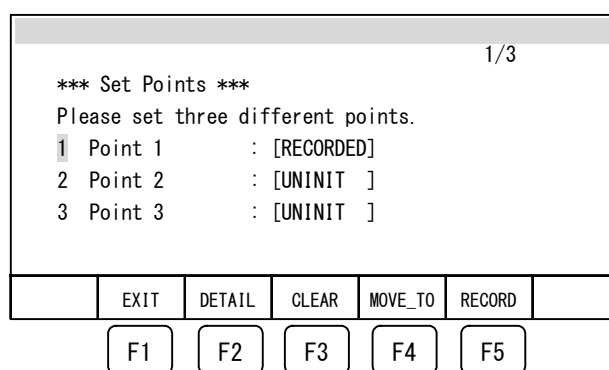 1/3
*** Set Points ***
Please set three different points.
1 Point 1 : [RECORDED]
2 Point 2 : [UNINIT ]
3 Point 3 : [UNINIT ]
EXIT DETAIL CLEAR MOVE_TO RECORD
F1 F2 F3 F4 F5